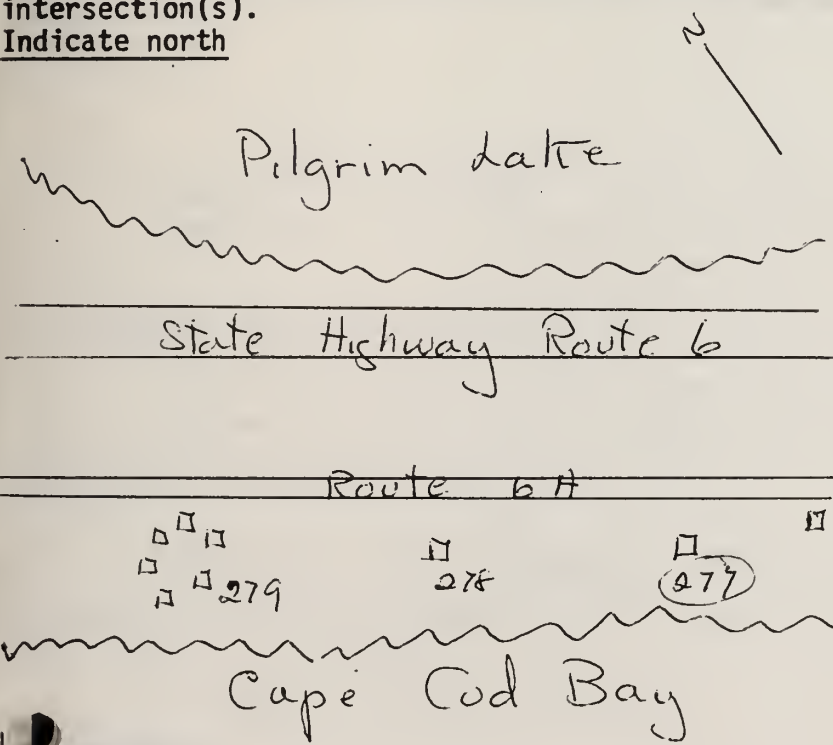 intersection(s).
Indicate north
N
Pilgrim Lake
State Highway Route 6
Route 6A
279
278
277
Cape Cod Bay